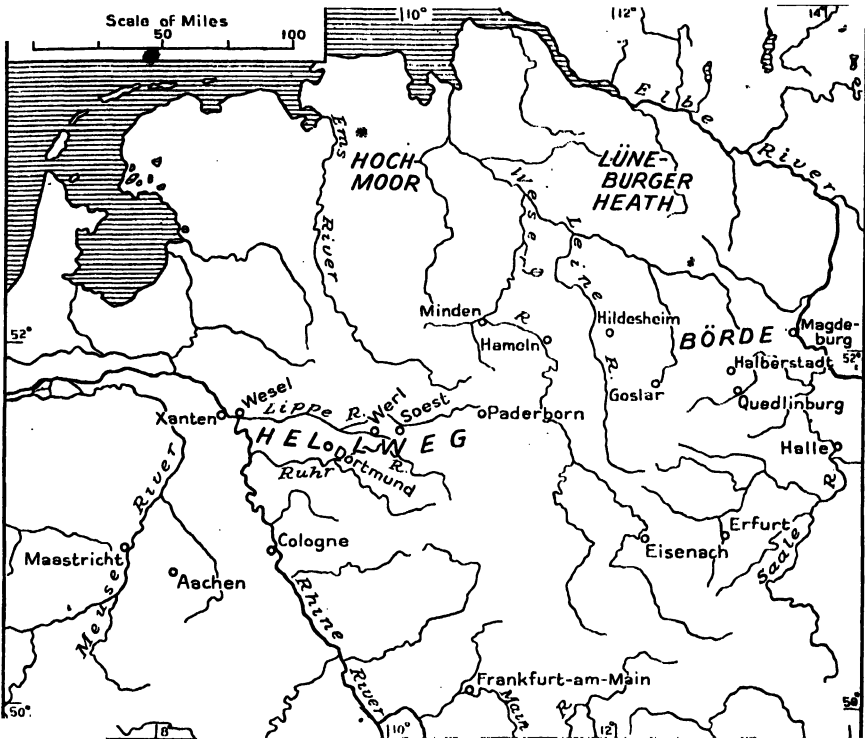 Scale of Miles
50 100
10° 12° 14°
Elbe
River
Ems
River
HOCH-
MOOR
LÜNE-
BURGER
HEATH
Weser
R.
Leine
R.
Minden
Hameln
Hildesheim
BÖRDE
Magde-
burg
52° 52°
Halberstadt
Goslar
Quedlinburg
Wesel
Xanten
Lippe R.
Werl
Soest
Paderborn
HELLWEG
Dortmund
Ruhr R.
Halle
Meuse River
Cologne
Erfurt
Eisenach
Saale R.
Maastricht
Aachen
Rhine
River
Frankfurt-am-Main
Main R.
50° 50°
8° 10° 12°